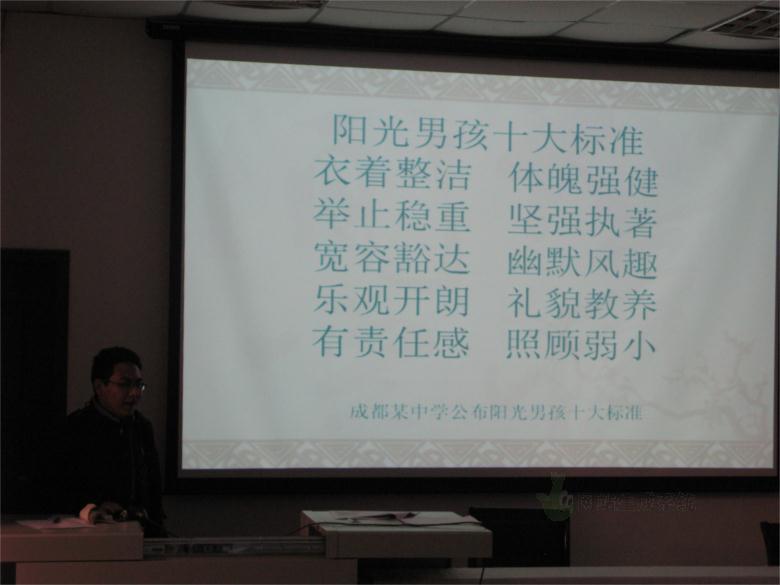 阳光男孩十大标准
衣着整洁 体魄强健
举止稳重 坚强执著
宽容豁达 幽默风趣
乐观开朗 礼貌教养
有责任感 照顾弱小
成都某中学公布阳光男孩十大标准